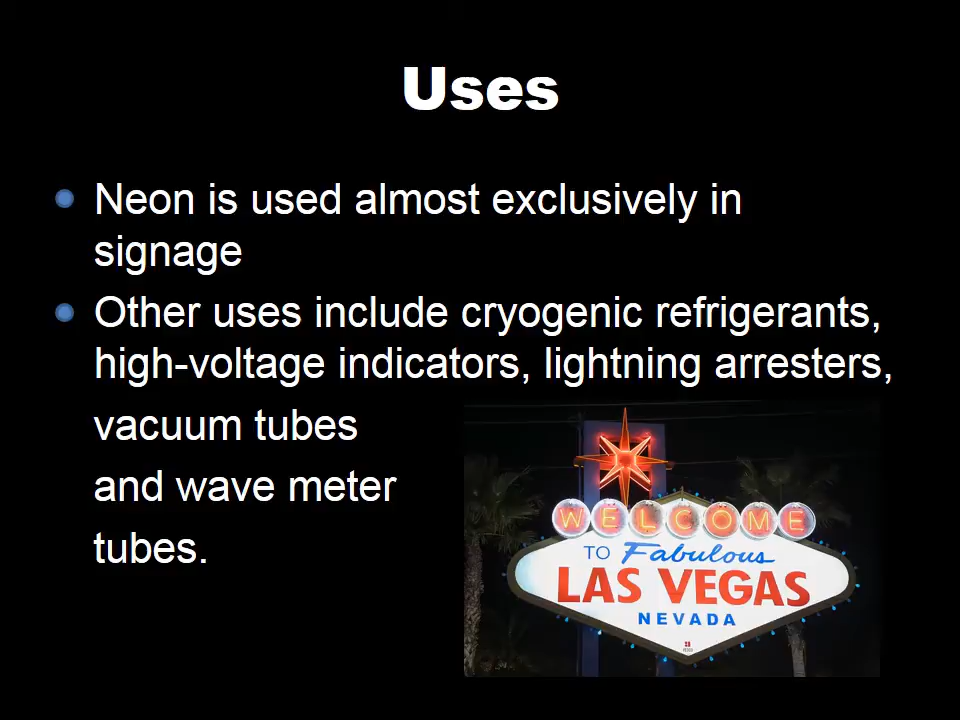 Uses
Neon is used almost exclusively in
signage
Other uses include cryogenic refrigerants,
high-voltage indicators, lightning arresters,
vacuum tubes
and wave meter
tubes.
WELCOME
TO Fabulous
LAS VEGAS
NEVADA